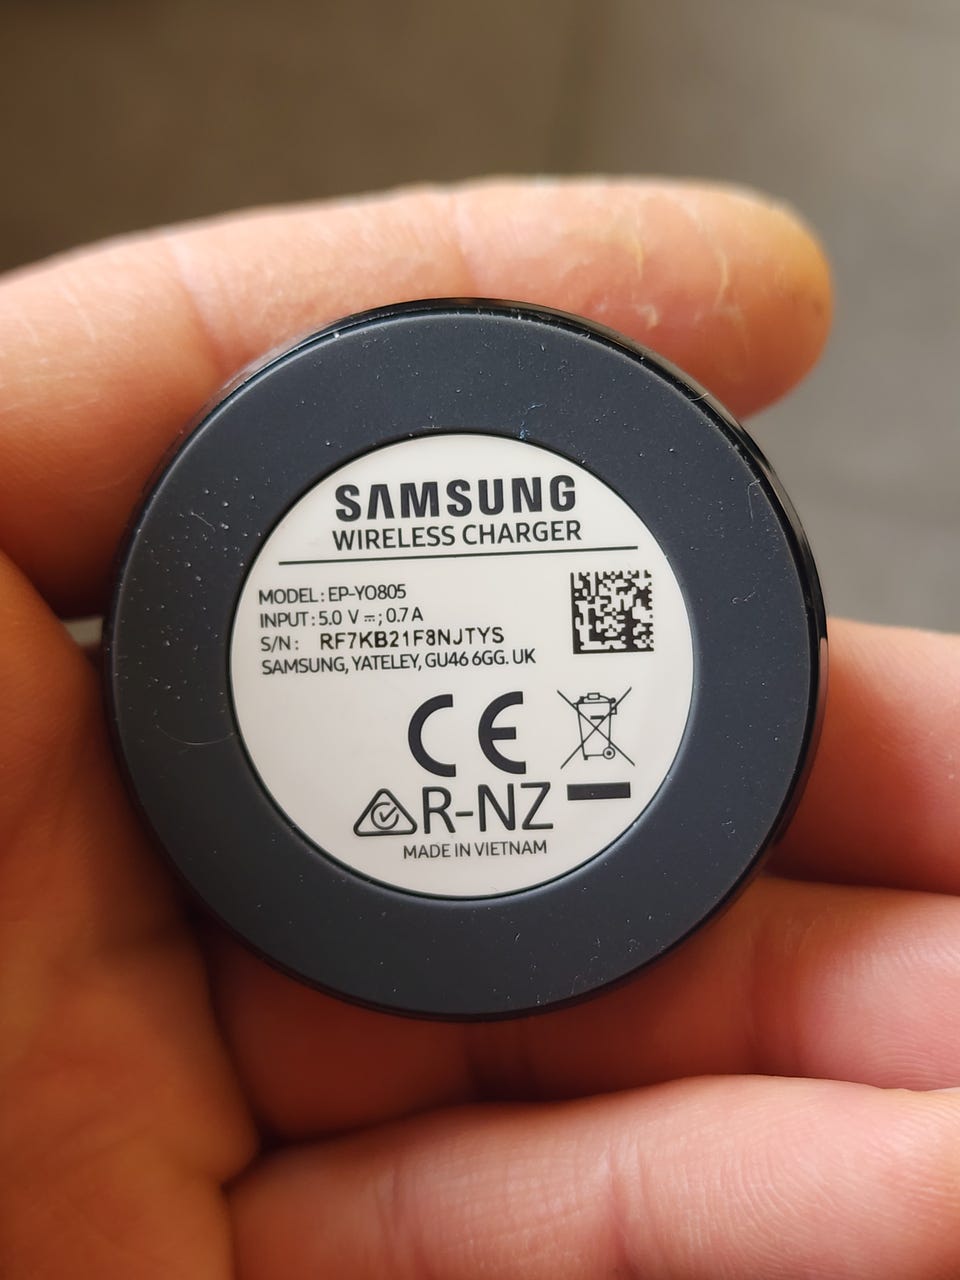 SAMSUNG
WIRELESS CHARGER
MODEL : EP-YO805
INPUT : 5.0 V ⎓ ; 0.7 A
S/N : RF7KB21F8NJTYS
SAMSUNG, YATELEY, GU46 6GG. UK
CE
R-NZ
MADE IN VIETNAM